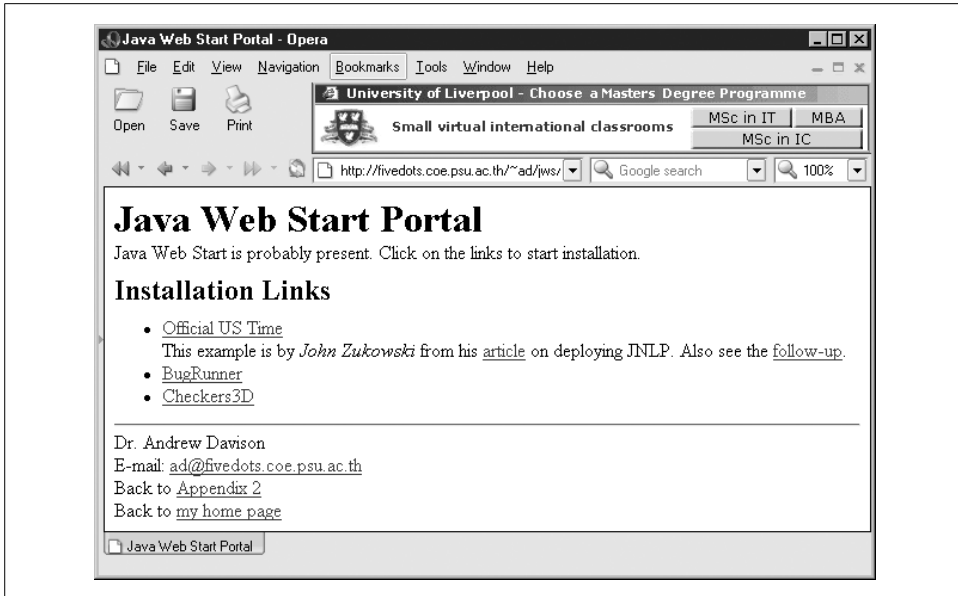 Java Web Start Portal - Opera
File Edit View Navigation Bookmarks Tools Window Help
University of Liverpool - Choose a Masters Degree Programme
Open Save Print
Small virtual international classrooms
MSc in IT MBA
MSc in IC
http://fivedots.coe.psu.ac.th/~ad/jws/ Google search 100%
Java Web Start Portal
Java Web Start is probably present. Click on the links to start installation.
Installation Links
• Official US Time
This example is by John Zukowski from his article on deploying JNLP. Also see the follow-up.
• BugRunner
• Checkers3D
Dr. Andrew Davison
E-mail: ad@fivedots.coe.psu.ac.th
Back to Appendix 2
Back to my home page
Java Web Start Portal